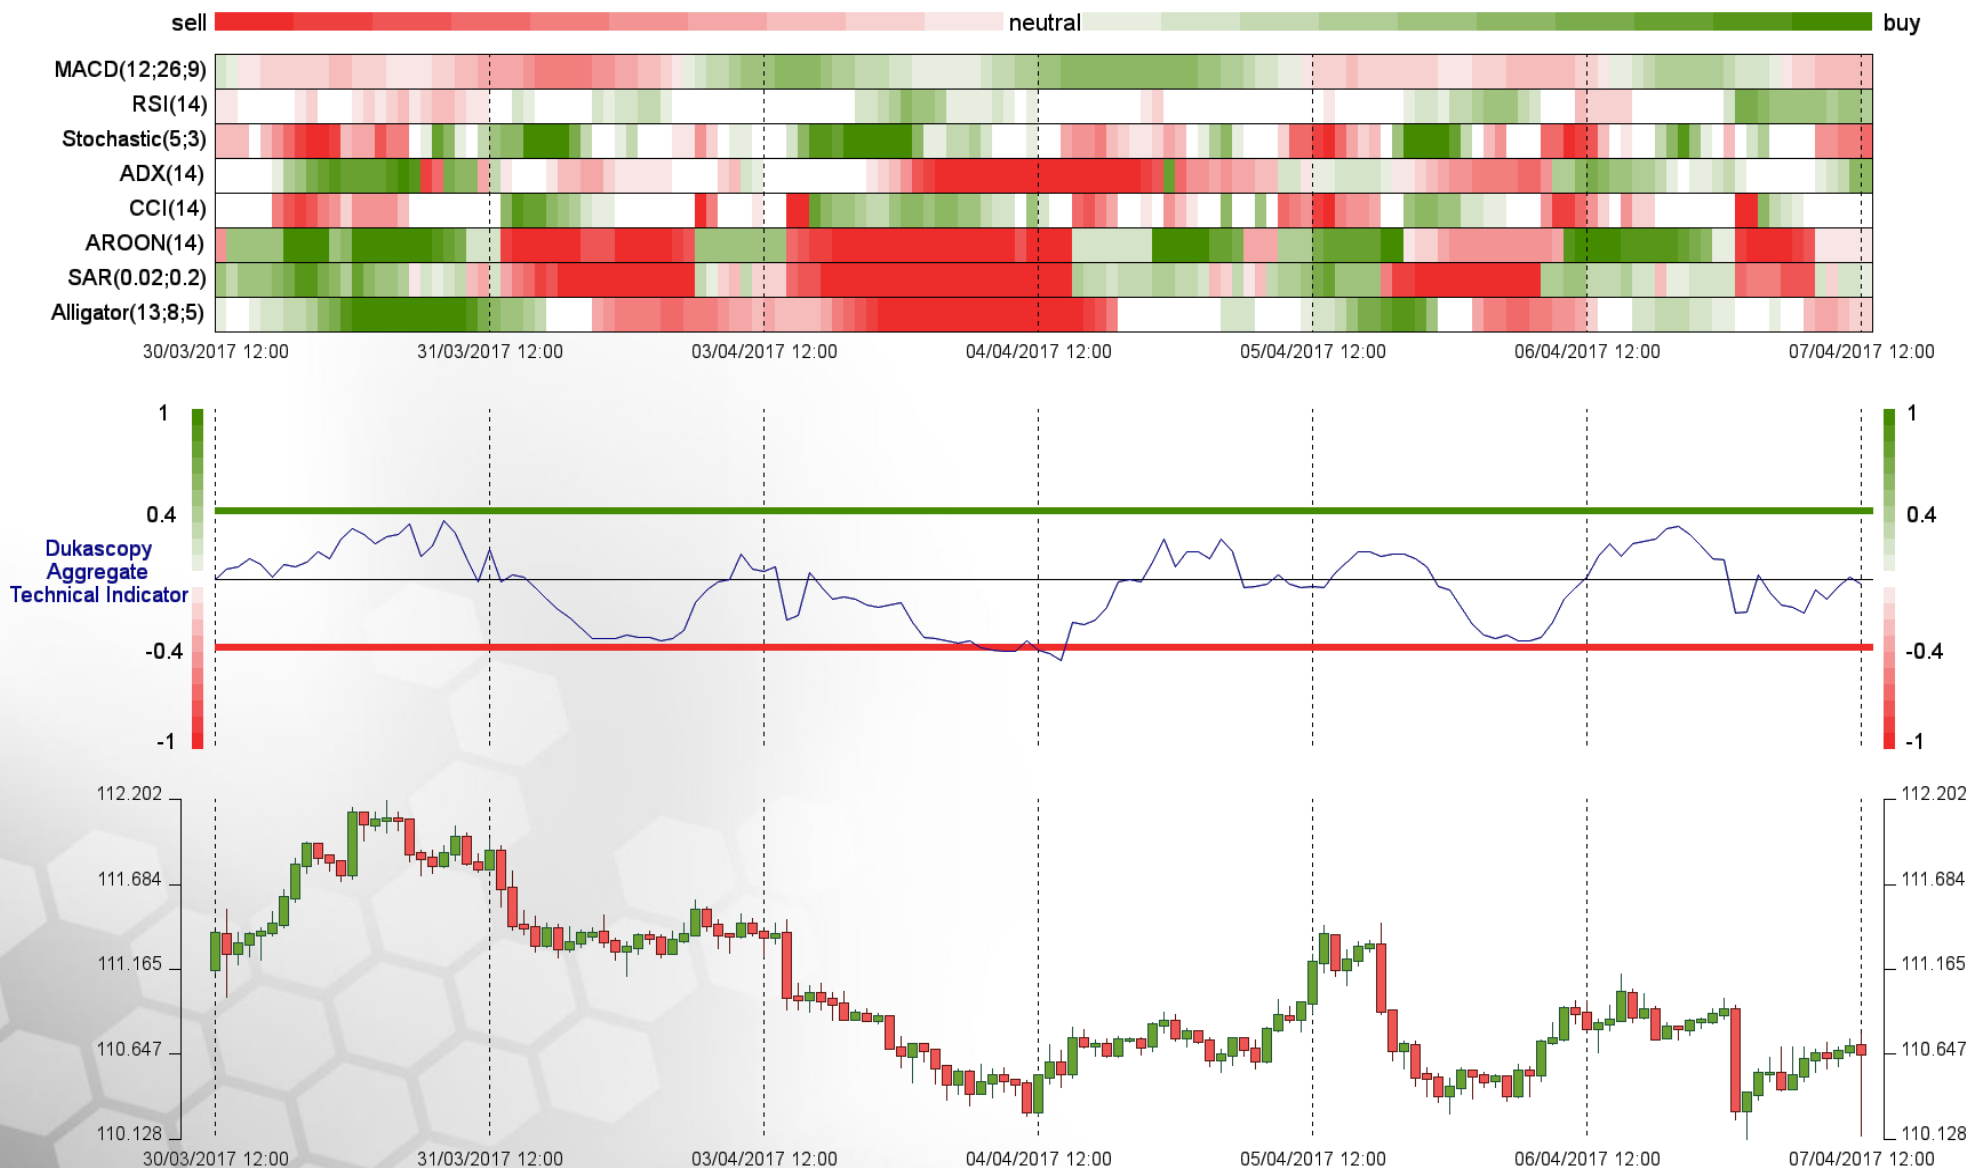 sell neutral buy
MACD(12;26;9)
RSI(14)
Stochastic(5;3)
ADX(14)
CCI(14)
AROON(14)
SAR(0.02;0.2)
Alligator(13;8;5)
30/03/2017 12:00 31/03/2017 12:00 03/04/2017 12:00 04/04/2017 12:00 05/04/2017 12:00 06/04/2017 12:00 07/04/2017 12:00
1 1
0.4 0.4
Dukascopy
Aggregate
Technical Indicator
-0.4 -0.4
-1 -1
112.202 112.202
111.684 111.684
111.165 111.165
110.647 110.647
110.128 110.128
30/03/2017 12:00 31/03/2017 12:00 03/04/2017 12:00 04/04/2017 12:00 05/04/2017 12:00 06/04/2017 12:00 07/04/2017 12:00